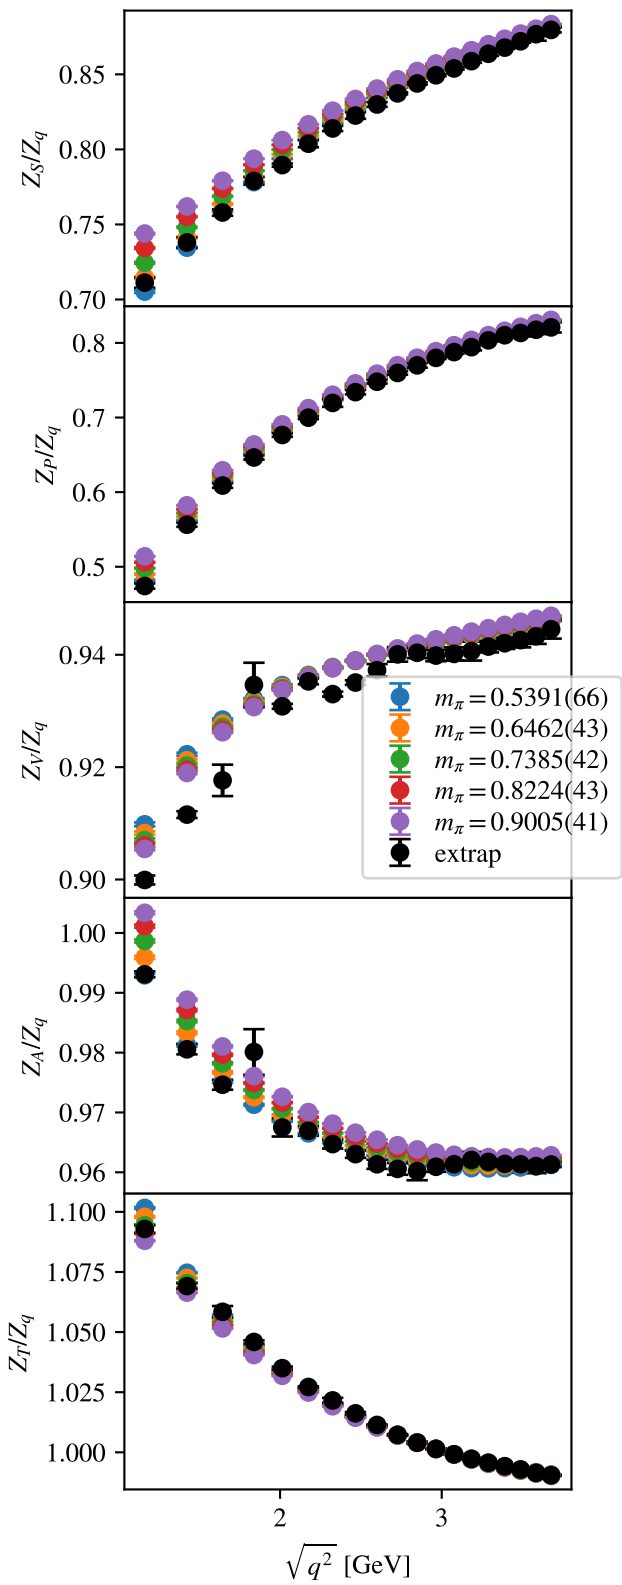 0.85
0.80
Z_S/Z_q
0.75
0.70
0.8
0.7
Z_P/Z_q
0.6
0.5
0.94
Z_V/Z_q
0.92
0.90
m_π = 0.5391(66)
m_π = 0.6462(43)
m_π = 0.7385(42)
m_π = 0.8224(43)
m_π = 0.9005(41)
extrap
1.00
0.99
Z_A/Z_q
0.98
0.97
0.96
1.100
1.075
Z_T/Z_q
1.050
1.025
1.000
2 3
√q² [GeV]